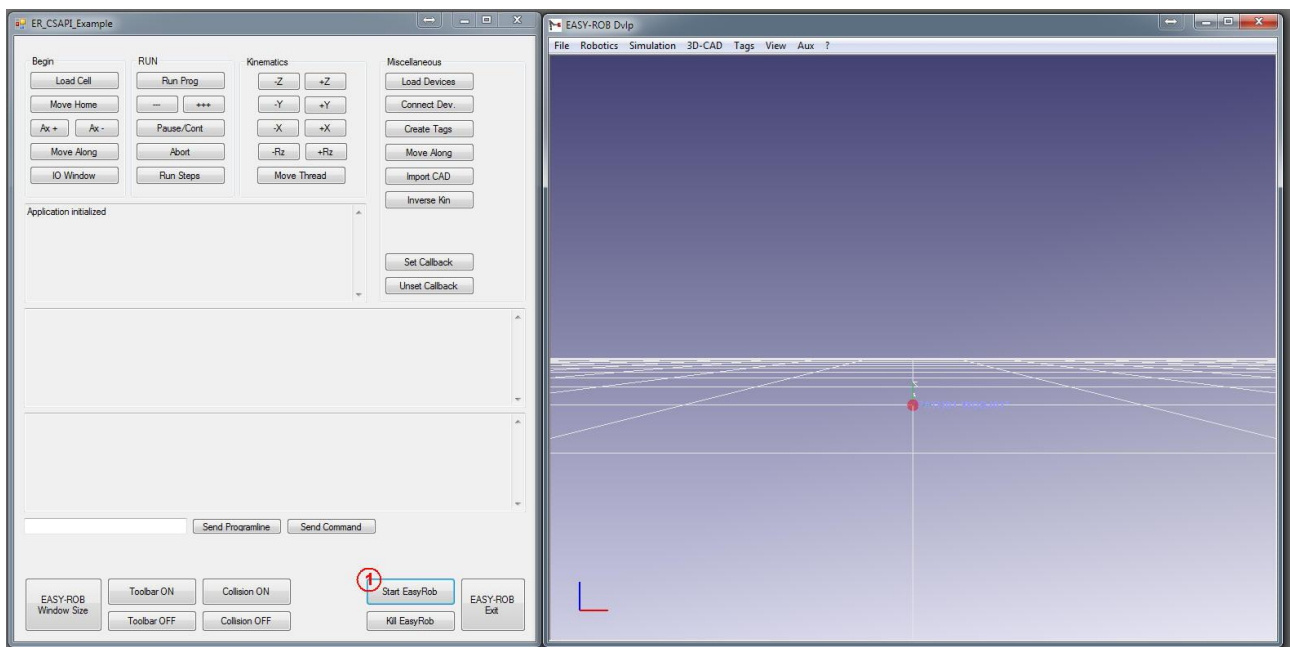 ER_CSAPI_Example
Begin
Load Cell
Move Home
Ax +
Ax -
Move Along
IO Window
RUN
Run Prog
---
+++
Pause/Cont
Abort
Run Steps
Kinematics
-Z
+Z
-Y
+Y
-X
+X
-Rz
+Rz
Move Thread
Miscellaneous
Load Devices
Connect Dev.
Create Tags
Move Along
Import CAD
Inverse Kin
Set Callback
Unset Callback
Application initialized
Send Programline
Send Command
EASY-ROB
Window Size
Toolbar ON
Toolbar OFF
Collision ON
Collision OFF
1
Start EasyRob
Kill EasyRob
EASY-ROB
Exit
EASY-ROB Dvlp
File Robotics Simulation 3D-CAD Tags View Aux ?